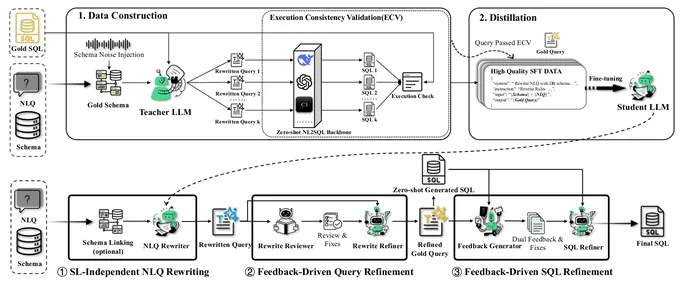 1. Data Construction
Execution Consistency Validation(ECV)
2. Distillation
Gold SQL
Schema Noise Injection
Gold Schema
Teacher LLM
Rewritten Query 1
Rewritten Query 2
Rewritten Query k
Zero-shot NL2SQL Backbone
SQL 1
SQL 2
SQL k
Execution Check
Query Passed ECV
Gold Query
High Quality SFT DATA
Fine-tuning
Student LLM
NLQ
Schema
SQL
Zero-shot Generated SQL
NLQ
Schema
Schema Linking
(optional)
NLQ Rewriter
Rewritten Query
Rewrite Reviewer
Review &
Fixes
Rewrite Refiner
Refined
Gold Query
Feedback Generator
Dual Feedback &
Fixes
SQL Refiner
SQL
Final SQL
① SL-Independent NLQ Rewriting
② Feedback-Driven Query Refinement
③ Feedback-Driven SQL Refinement